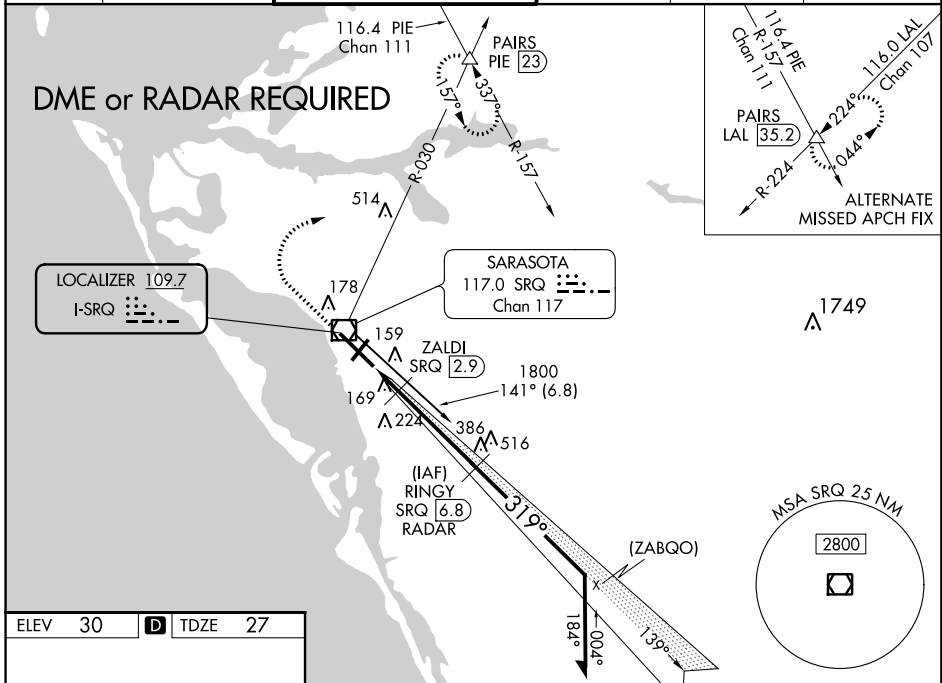 116.4 PIE
Chan 111
PAIRS
PIE 23
157°
337°
R-157
R-030
DME or RADAR REQUIRED
116.4 PIE
R-157
Chan 111
116.0 LAL
Chan 107
PAIRS
LAL 35.2
224°
044°
R-224
ALTERNATE
MISSED APCH FIX
514
LOCALIZER 109.7
I-SRQ
178
SARASOTA
117.0 SRQ
Chan 117
1749
159
ZALDI
SRQ 2.9
1800
141° (6.8)
169
224
386
516
(IAF)
RINGY
SRQ 6.8
RADAR
319°
(ZABQO)
X
184°
004°
139°
MSA SRQ 25 NM
2800
ELEV 30 D TDZE 27